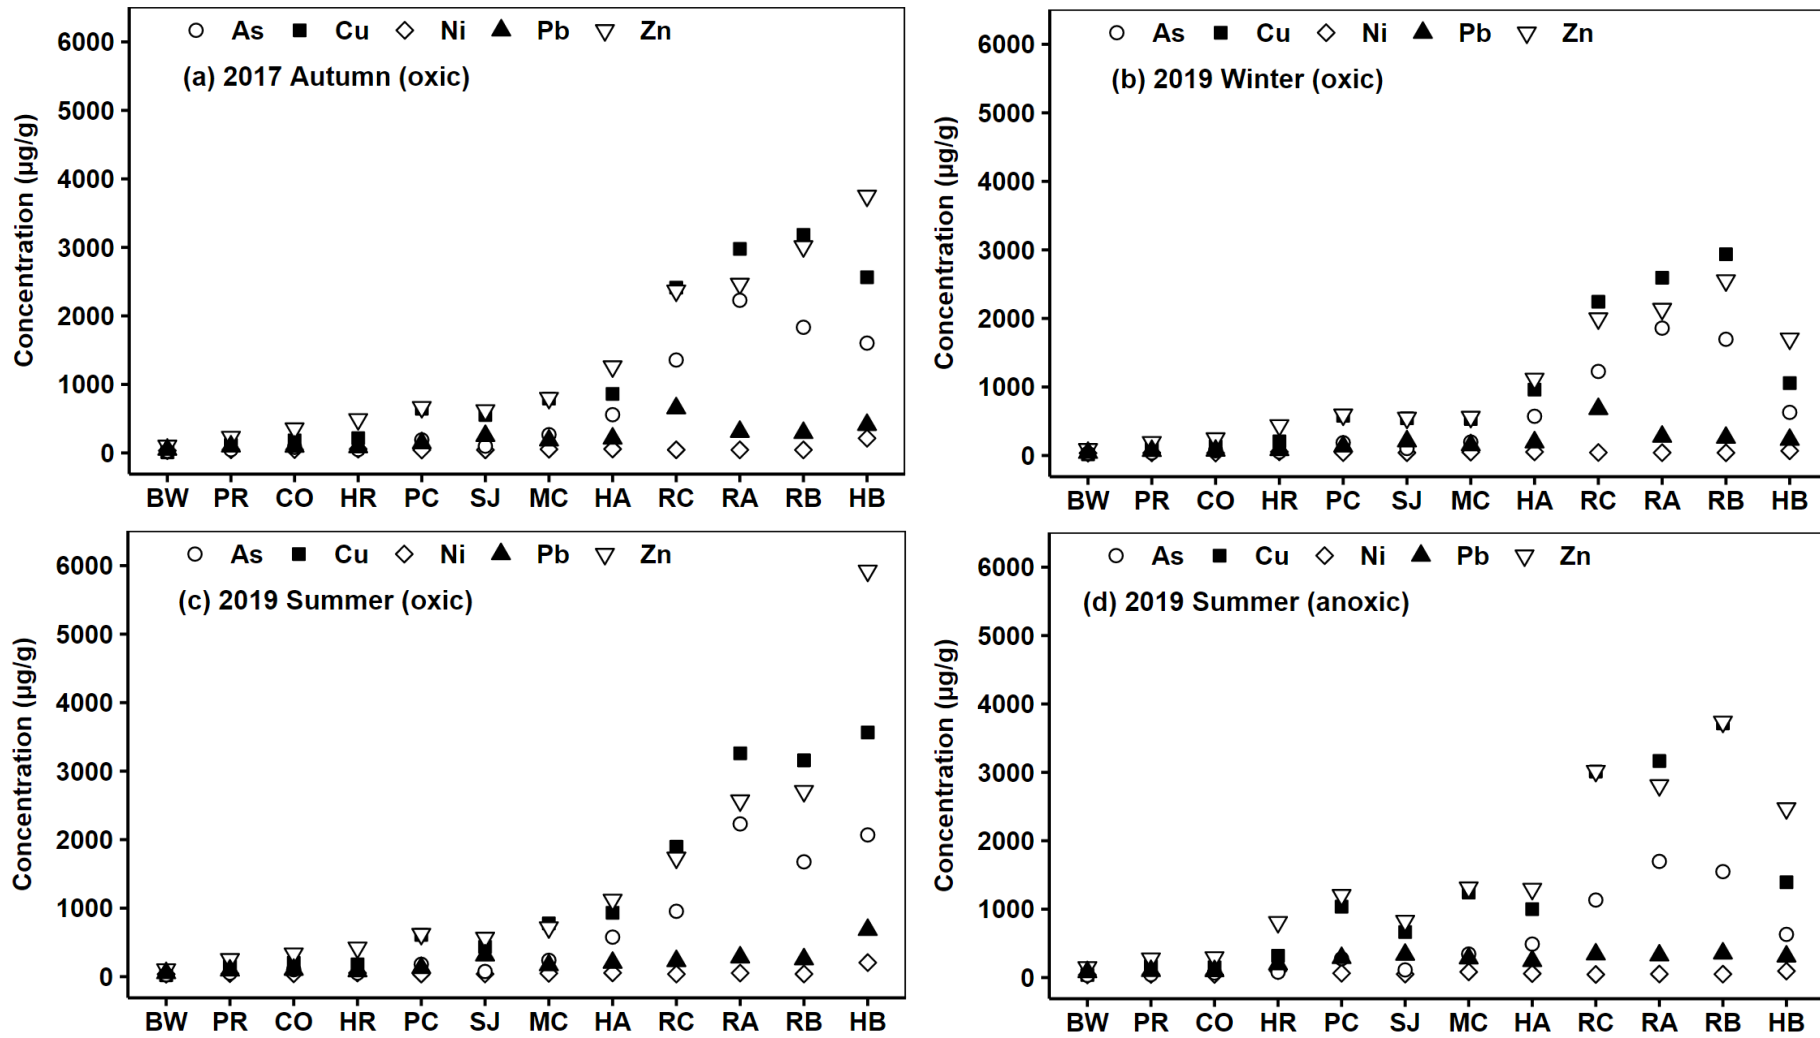 As Cu Ni Pb Zn
(a) 2017 Autumn (oxic)
Concentration (µg/g)
6000
5000
4000
3000
2000
1000
0
BW PR CO HR PC SJ MC HA RC RA RB HB
As Cu Ni Pb Zn
(b) 2019 Winter (oxic)
Concentration (µg/g)
6000
5000
4000
3000
2000
1000
0
BW PR CO HR PC SJ MC HA RC RA RB HB
As Cu Ni Pb Zn
(c) 2019 Summer (oxic)
Concentration (µg/g)
6000
5000
4000
3000
2000
1000
0
BW PR CO HR PC SJ MC HA RC RA RB HB
As Cu Ni Pb Zn
(d) 2019 Summer (anoxic)
Concentration (µg/g)
6000
5000
4000
3000
2000
1000
0
BW PR CO HR PC SJ MC HA RC RA RB HB